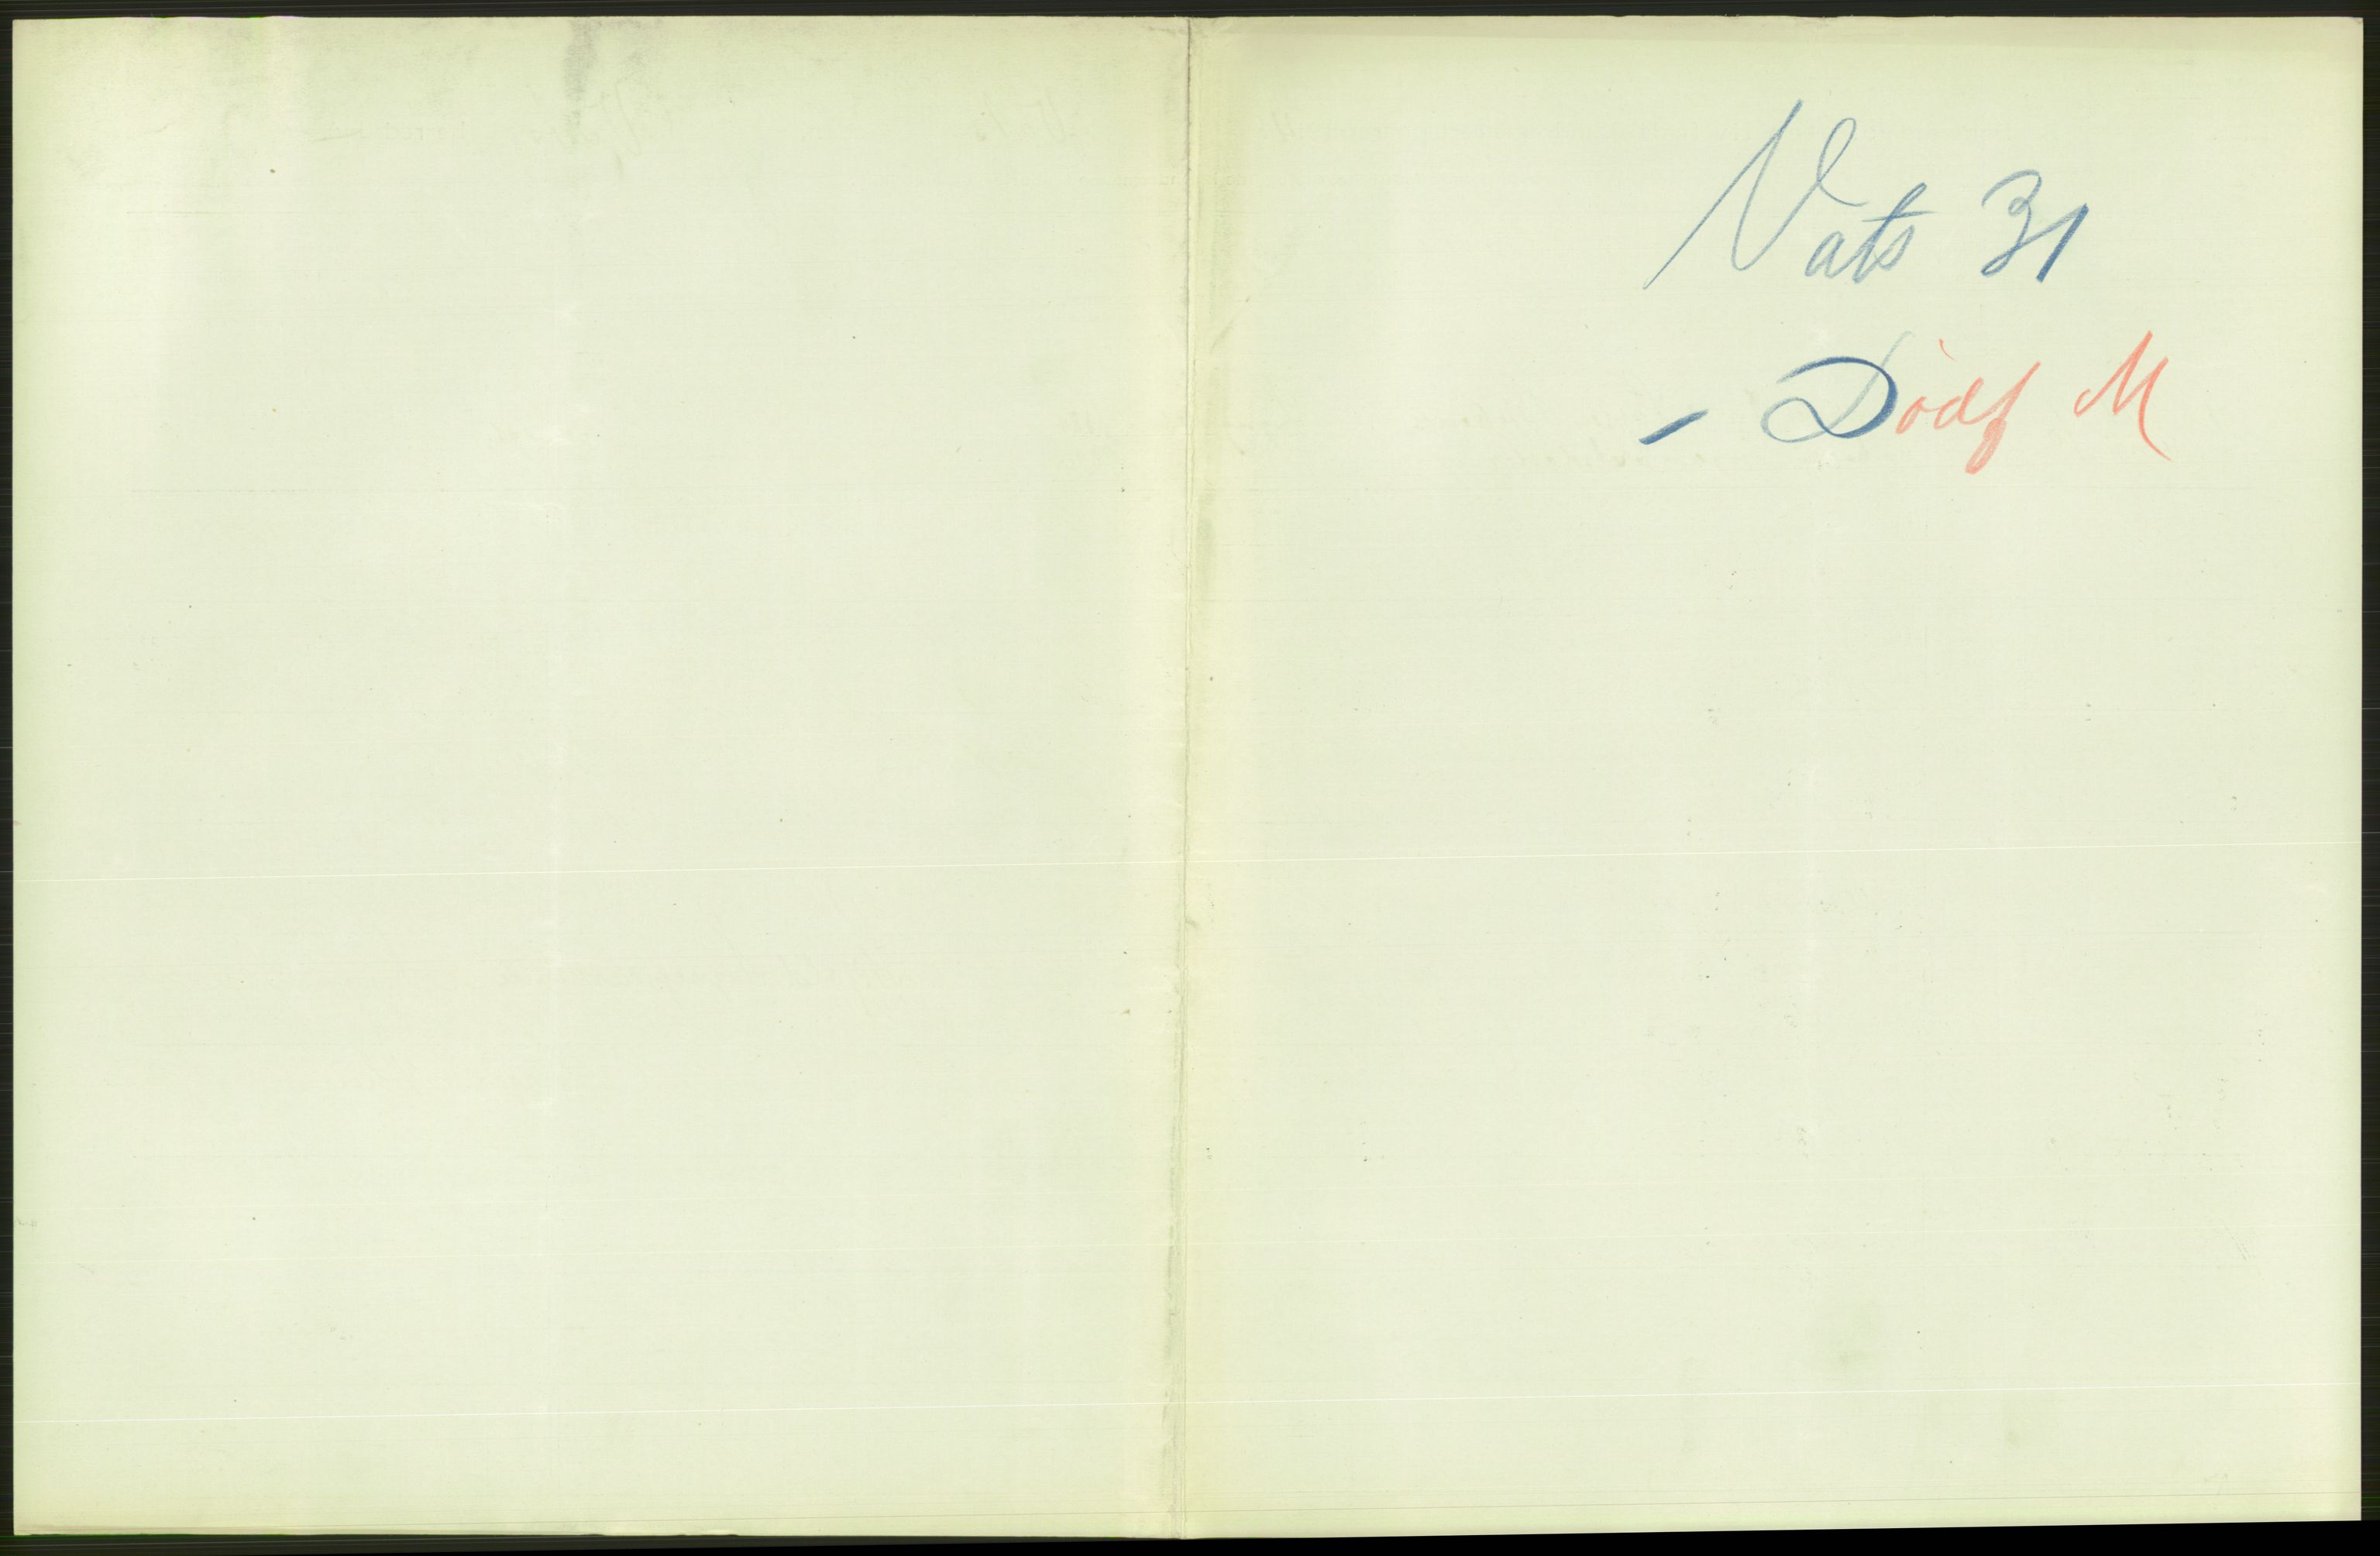 Vats 31
- Dødf M